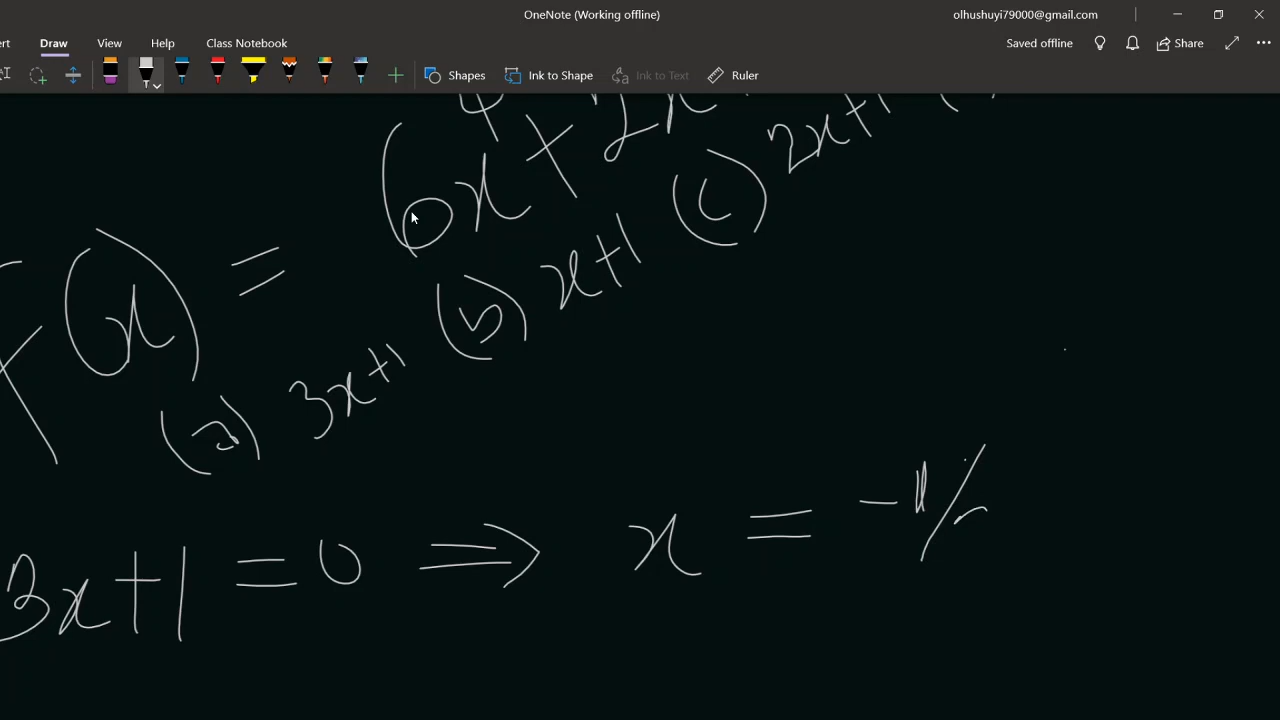 OneNote (Working offline)
olhushuyi79000@gmail.com
ert Draw View Help Class Notebook
Saved offline
Share
Shapes
Ink to Shape
Ink to Text
Ruler
6x + 2x
f(x) =
(a) 3x+1 (b) x+1 (c) 2x+1
3x+1 = 0 ⇒ x = -1/